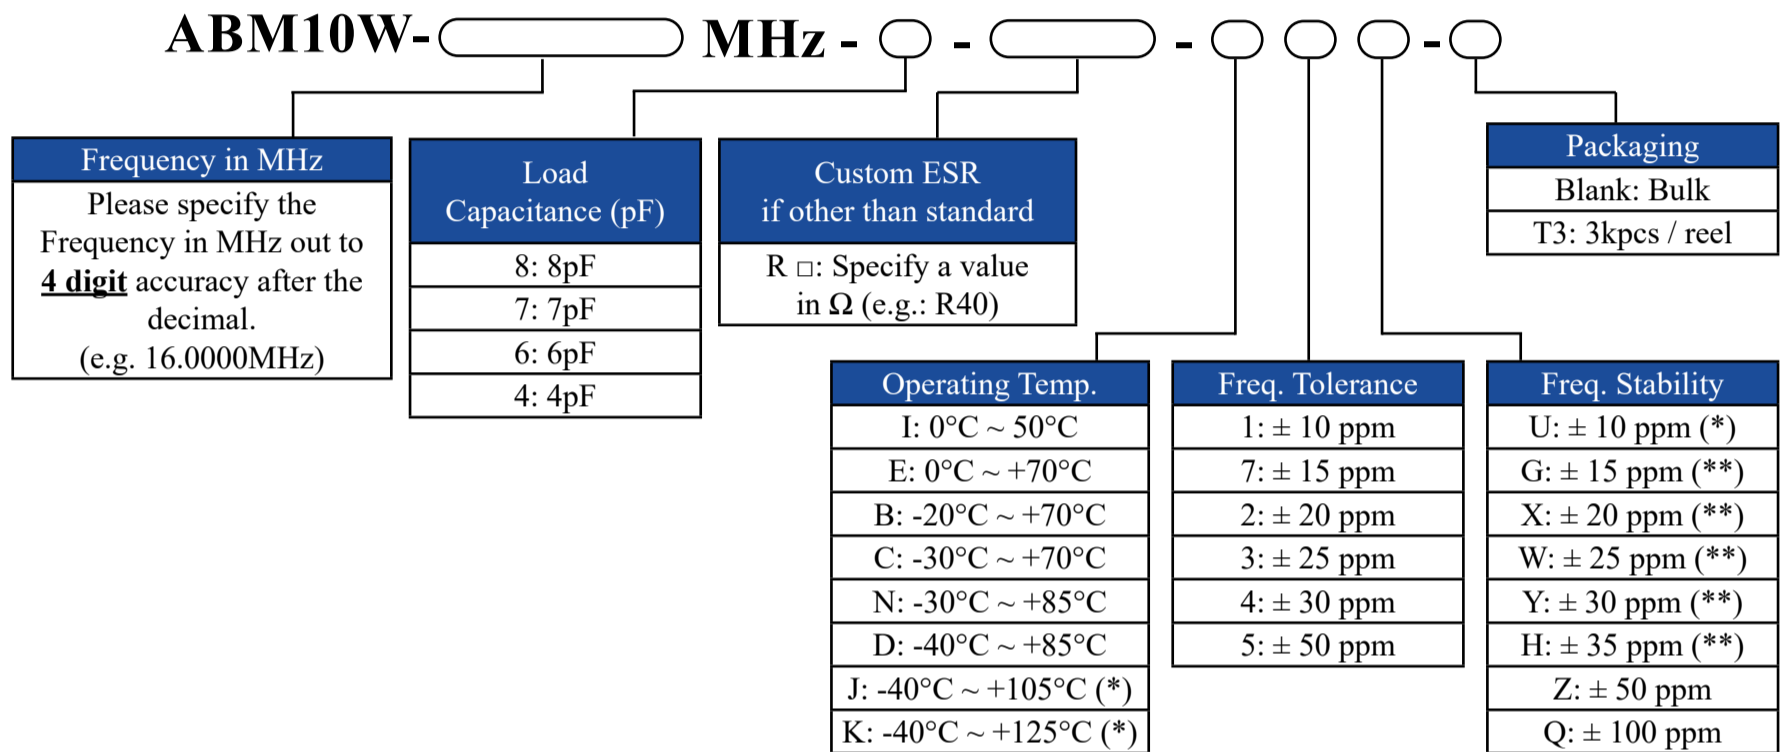 ABM10W- MHz - - - -
Frequency in MHz
Please specify the
Frequency in MHz out to
4 digit accuracy after the
decimal.
(e.g. 16.0000MHz)
Load
Capacitance (pF)
8: 8pF
7: 7pF
6: 6pF
4: 4pF
Custom ESR
if other than standard
R □: Specify a value
in Ω (e.g.: R40)
Packaging
Blank: Bulk
T3: 3kpcs / reel
Operating Temp.
I: 0°C ~ 50°C
E: 0°C ~ +70°C
B: -20°C ~ +70°C
C: -30°C ~ +70°C
N: -30°C ~ +85°C
D: -40°C ~ +85°C
J: -40°C ~ +105°C (*)
K: -40°C ~ +125°C (*)
Freq. Tolerance
1: ± 10 ppm
7: ± 15 ppm
2: ± 20 ppm
3: ± 25 ppm
4: ± 30 ppm
5: ± 50 ppm
Freq. Stability
U: ± 10 ppm (*)
G: ± 15 ppm (**)
X: ± 20 ppm (**)
W: ± 25 ppm (**)
Y: ± 30 ppm (**)
H: ± 35 ppm (**)
Z: ± 50 ppm
Q: ± 100 ppm